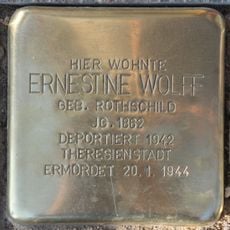 HIER WOHNTE
ERNESTINE WOLFF
GEB. ROTHSCHILD
JG. 1862
DEPORTIERT 1942
THERESIENSTADT
ERMORDET 20.1.1944